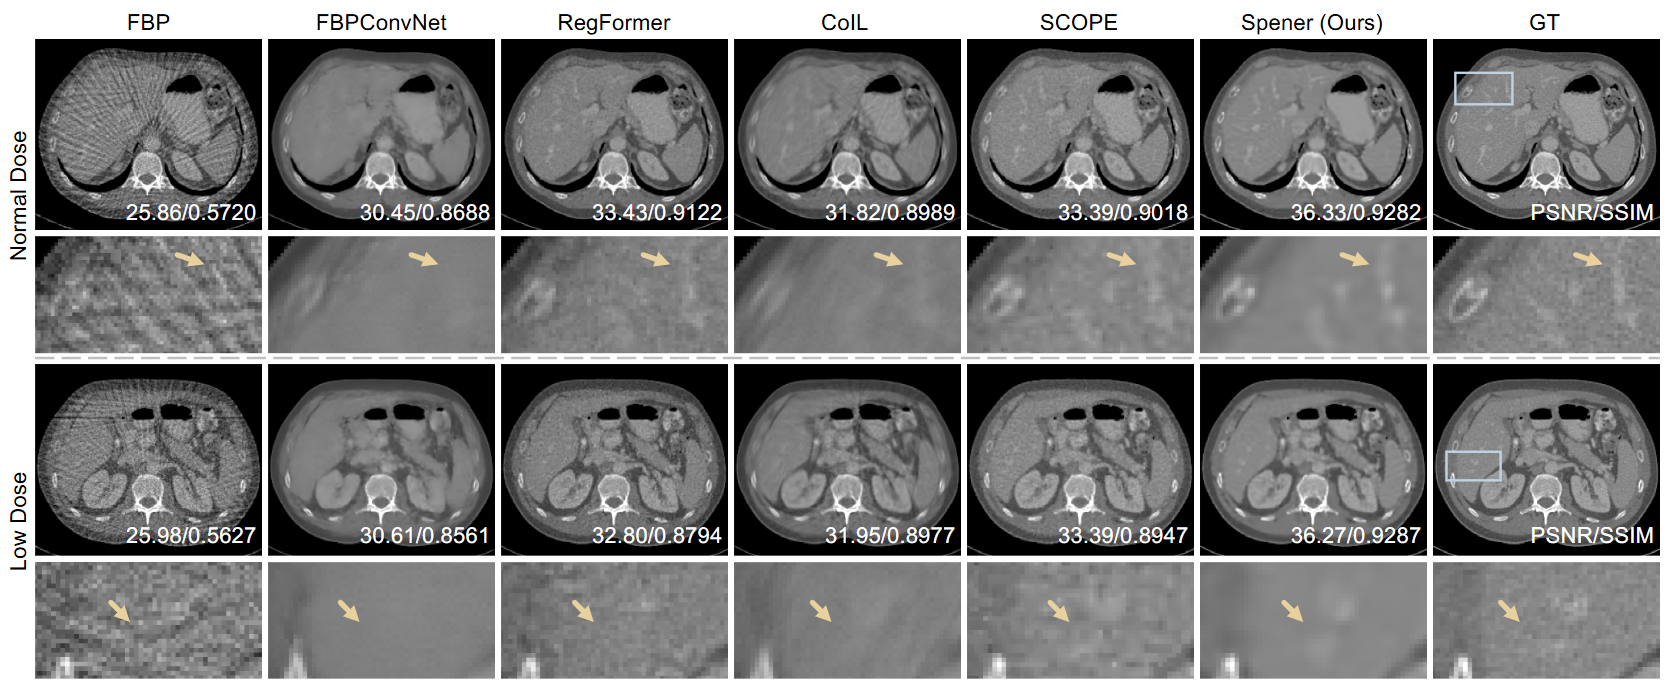 FBP FBPConvNet RegFormer CoIL SCOPE Spener (Ours) GT
Normal Dose
25.86/0.5720 30.45/0.8688 33.43/0.9122 31.82/0.8989 33.39/0.9018 36.33/0.9282 PSNR/SSIM
Low Dose
25.98/0.5627 30.61/0.8561 32.80/0.8794 31.95/0.8977 33.39/0.8947 36.27/0.9287 PSNR/SSIM